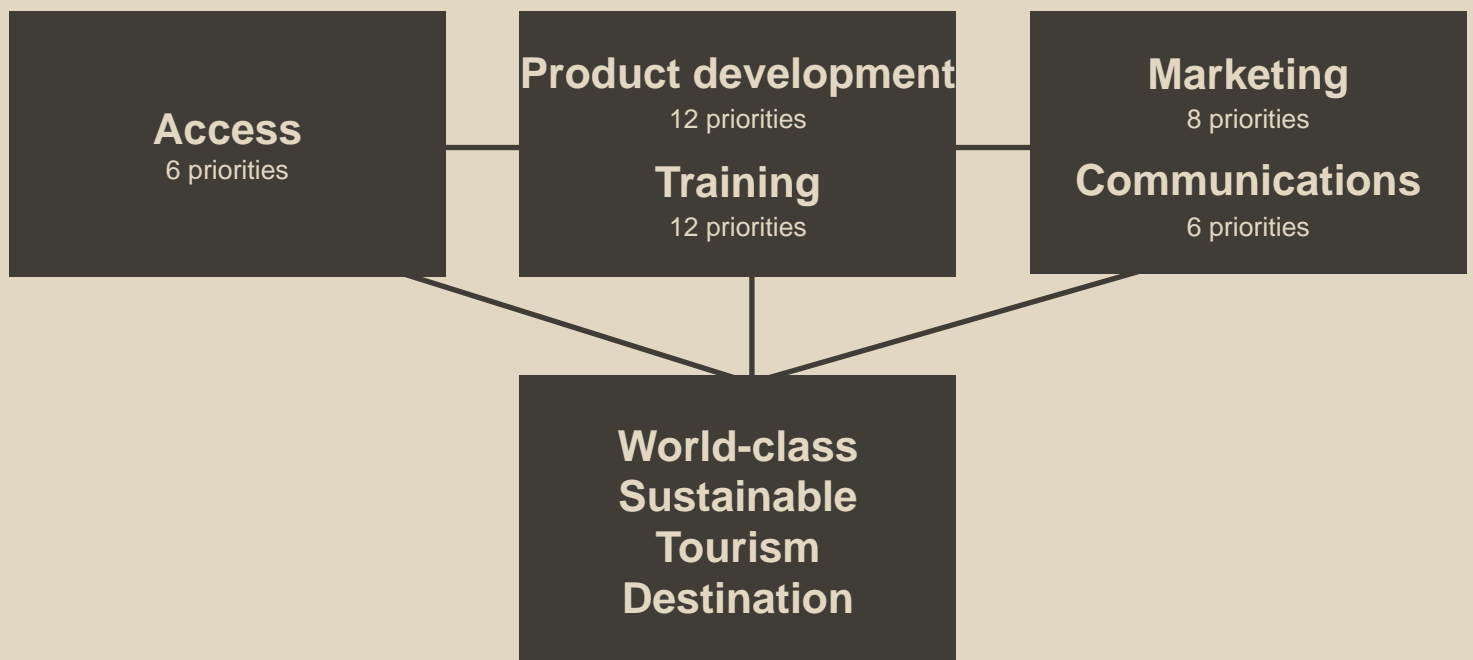 Access
6 priorities
Product development
12 priorities
Training
12 priorities
Marketing
8 priorities
Communications
6 priorities
World-class
Sustainable
Tourism
Destination